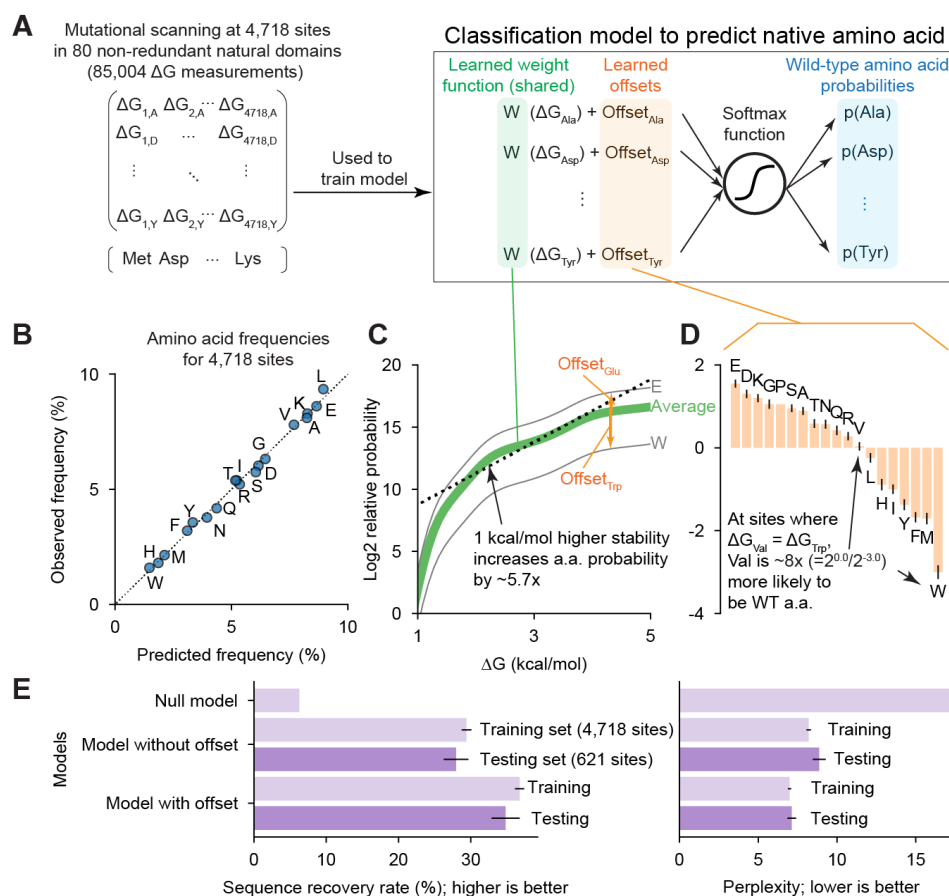 A
Mutational scanning at 4,718 sites
in 80 non-redundant natural domains
(85,004 ΔG measurements)
ΔG1,A ΔG2,A ··· ΔG4718,A
ΔG1,D ... ΔG4718,D
⋮ ⋱ ⋮
ΔG1,Y ΔG2,Y ··· ΔG4718,Y
Met Asp ··· Lys
Used to
train model
Classification model to predict native amino acid
Learned weight
function (shared)
Learned
offsets
Wild-type amino acid
probabilities
W (ΔGAla) + OffsetAla
W (ΔGAsp) + OffsetAsp
⋮
W (ΔGTyr) + OffsetTyr
Softmax
function
p(Ala)
p(Asp)
⋮
p(Tyr)
B
Amino acid frequencies
for 4,718 sites
Observed frequency (%)
10
5
0
0 5 10
Predicted frequency (%)
L
K
E
V
A
G
I
T
D
S
R
Y
Q
F
N
H
M
W
C
Log2 relative probability
20
15
10
5
0
1 3 5
ΔG (kcal/mol)
OffsetGlu
E
Average
W
OffsetTrp
1 kcal/mol higher stability
increases a.a. probability
by ~5.7x
D
2
0
-2
-4
E
D
K
G
P
S
A
T
N
Q
R
V
L
H
I
Y
F
M
W
At sites where
ΔGVal = ΔGTrp,
Val is ~8x (=2^0.0/2^-3.0)
more likely to
be WT a.a.
E
Models
Null model
Model without offset
Model with offset
Training set (4,718 sites)
Testing set (621 sites)
Training
Testing
0 10 20 30
Sequence recovery rate (%); higher is better
Training
Testing
Training
Testing
0 5 10 15
Perplexity; lower is better